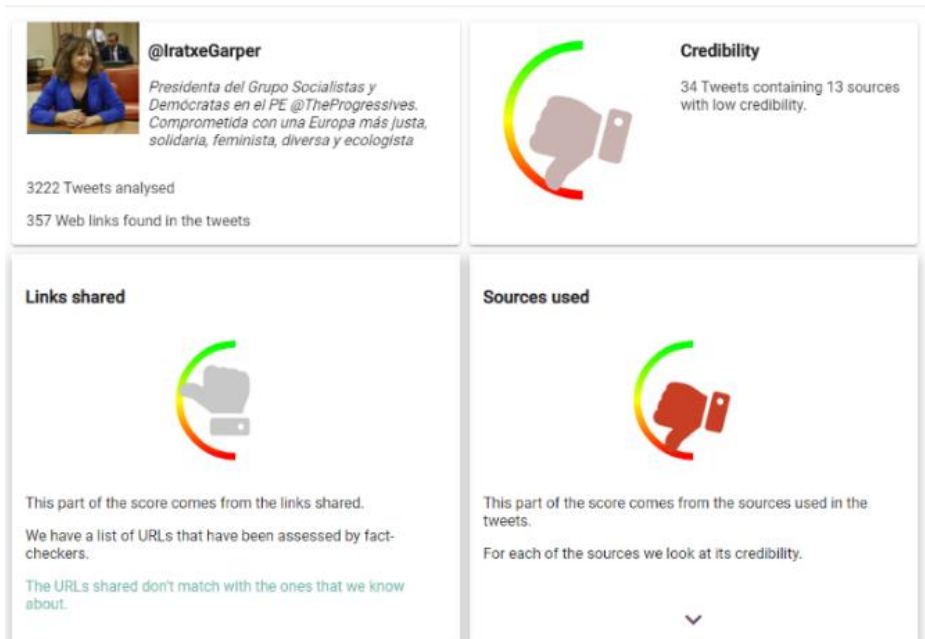 @IratxeGarper
Presidenta del Grupo Socialistas y
Demócratas en el PE @TheProgressives.
Comprometida con una Europa más justa,
solidaria, feminista, diversa y ecologista
3222 Tweets analysed
357 Web links found in the tweets
Credibility
34 Tweets containing 13 sources
with low credibility.
Links shared
This part of the score comes from the links shared.
We have a list of URLs that have been assessed by fact-
checkers.
The URLs shared don't match with the ones that we know
about.
Sources used
This part of the score comes from the sources used in the
tweets.
For each of the sources we look at its credibility.